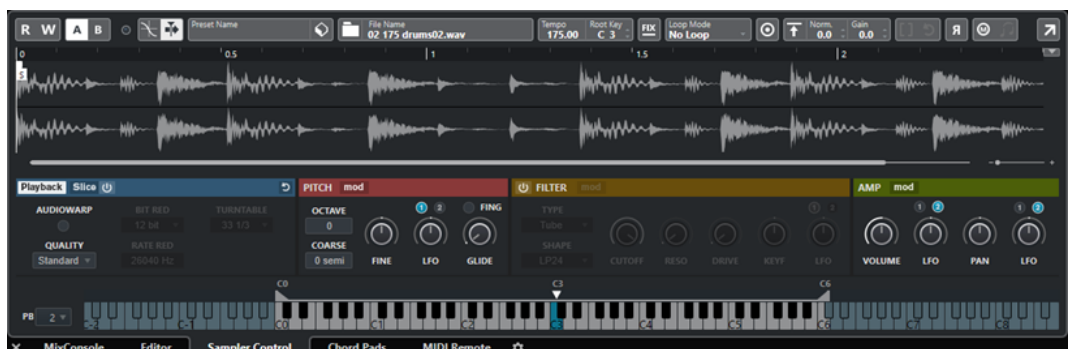 R W A B Preset Name File Name Tempo Root Key FIX Loop Mode Norm. Gain
02 175 drums02.wav 175.00 C 3 No Loop 0.0 0.0 R M
0 0.5 1 1.5 2
S
Playback Slice PITCH mod FILTER mod AMP mod
AUDIOWARP BIT RED TURNTABLE OCTAVE 1 2 FING TYPE 1 2 1 2 1 2
12 bit 33 1/3 0 Tube
QUALITY RATE RED COARSE SHAPE
Standard 26040 Hz 0 semi FINE LFO GLIDE LP24 CUTOFF RESO DRIVE KEYF LFO VOLUME LFO PAN LFO
C0 C3 C6
PB 2
C-2 C-1 C0 C1 C2 C3 C4 C5 C6 C7 C8
MixConsole Editor Sampler Control Chord Pads MIDI Remote